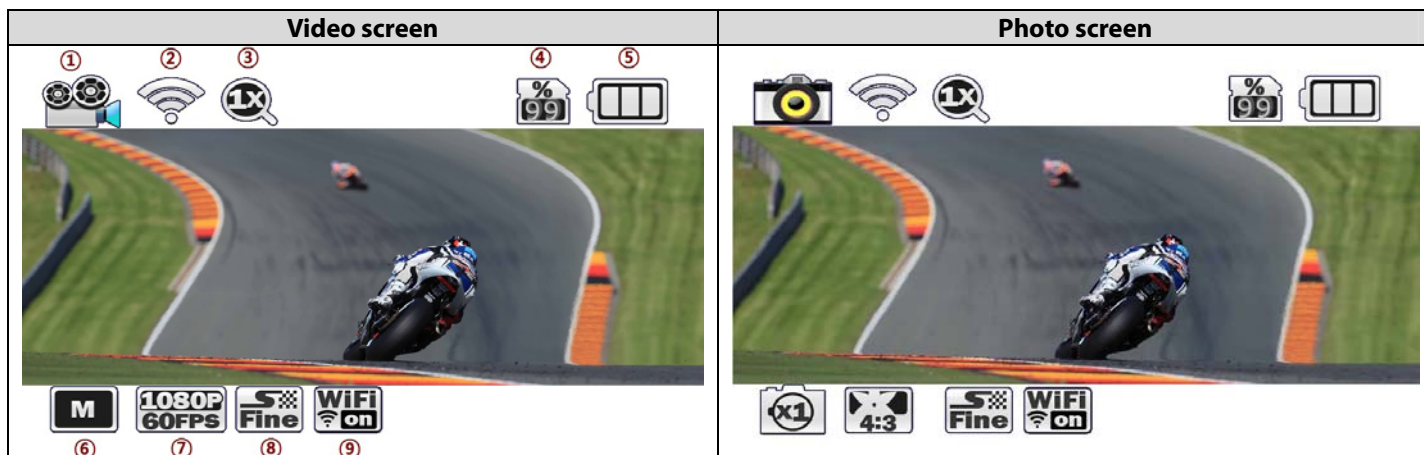 Video screen
Photo screen
① ② ③ ④ ⑤
1X
%
99
1X
%
99
M
1080P
60FPS
S
Fine
WiFi
on
x1
4:3
S
Fine
WiFi
on
⑥ ⑦ ⑧ ⑨